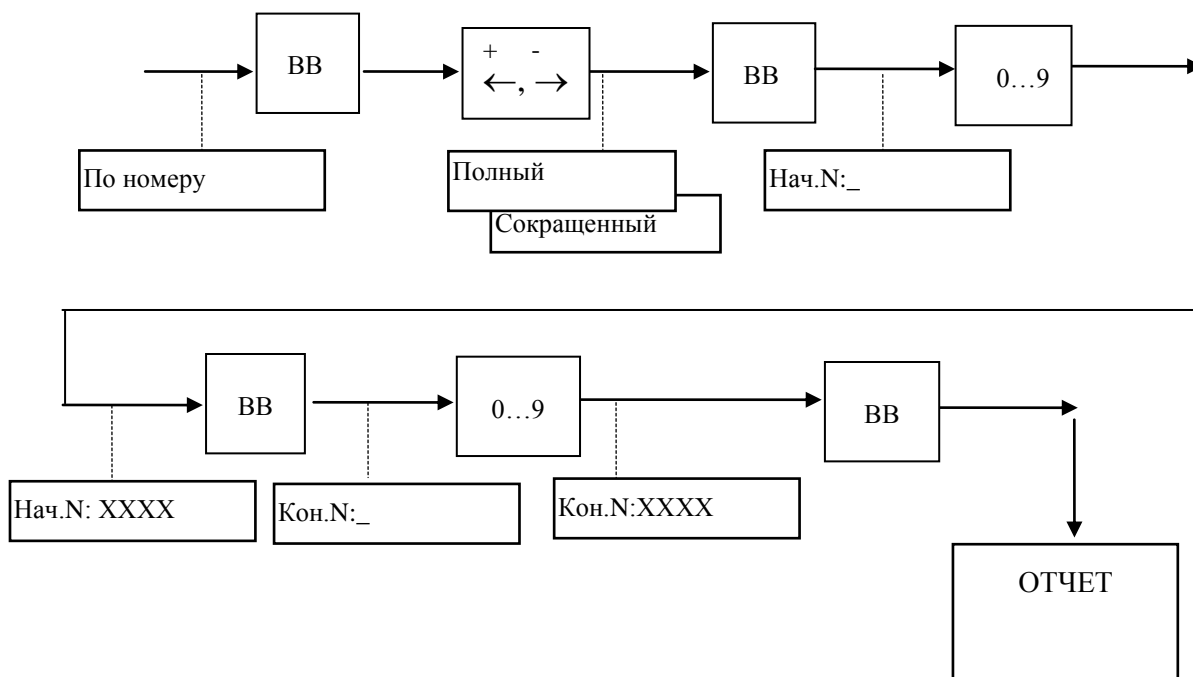 ВВ
+ -
←, →
ВВ
0…9
По номеру
Полный
Сокращенный
Нач.N:_
ВВ
0…9
ВВ
Нач.N: XXXX
Кон.N:_
Кон.N:XXXX
ОТЧЕТ